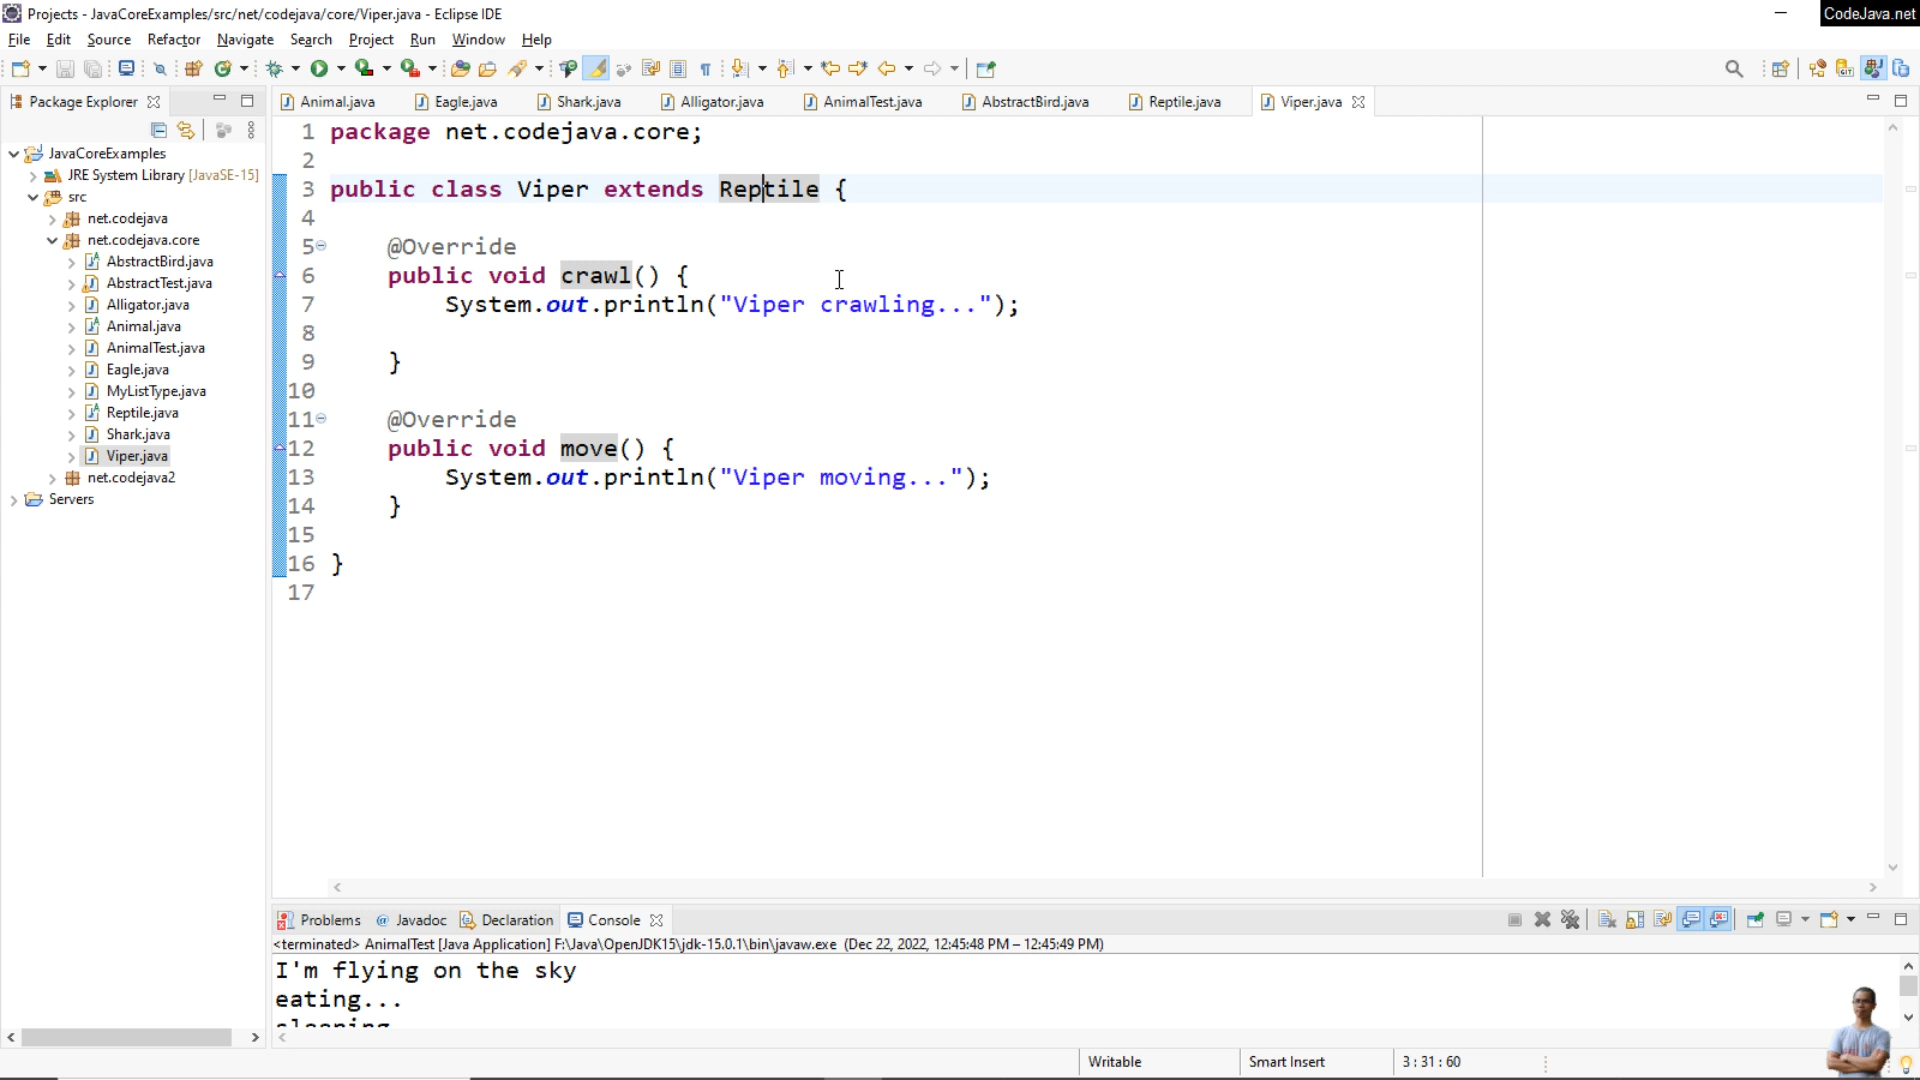 Projects - JavaCoreExamples/src/net/codejava/core/Viper.java - Eclipse IDE
CodeJava.net
File Edit Source Refactor Navigate Search Project Run Window Help
Package Explorer
Animal.java Eagle.java Shark.java Alligator.java AnimalTest.java AbstractBird.java Reptile.java Viper.java
JavaCoreExamples
JRE System Library [JavaSE-15]
src
net.codejava
net.codejava.core
AbstractBird.java
AbstractTest.java
Alligator.java
Animal.java
AnimalTest.java
Eagle.java
MyListType.java
Reptile.java
Shark.java
Viper.java
net.codejava2
Servers
1 package net.codejava.core;
2
3 public class Viper extends Reptile {
4
5 @Override
6 public void crawl() {
7 System.out.println("Viper crawling...");
8
9 }
10
11 @Override
12 public void move() {
13 System.out.println("Viper moving...");
14 }
15
16 }
17
Problems Javadoc Declaration Console
<terminated> AnimalTest [Java Application] F:\Java\OpenJDK15\jdk-15.0.1\bin\javaw.exe (Dec 22, 2022, 12:45:48 PM – 12:45:49 PM)
I'm flying on the sky
eating...
Writable Smart Insert 3 : 31 : 60